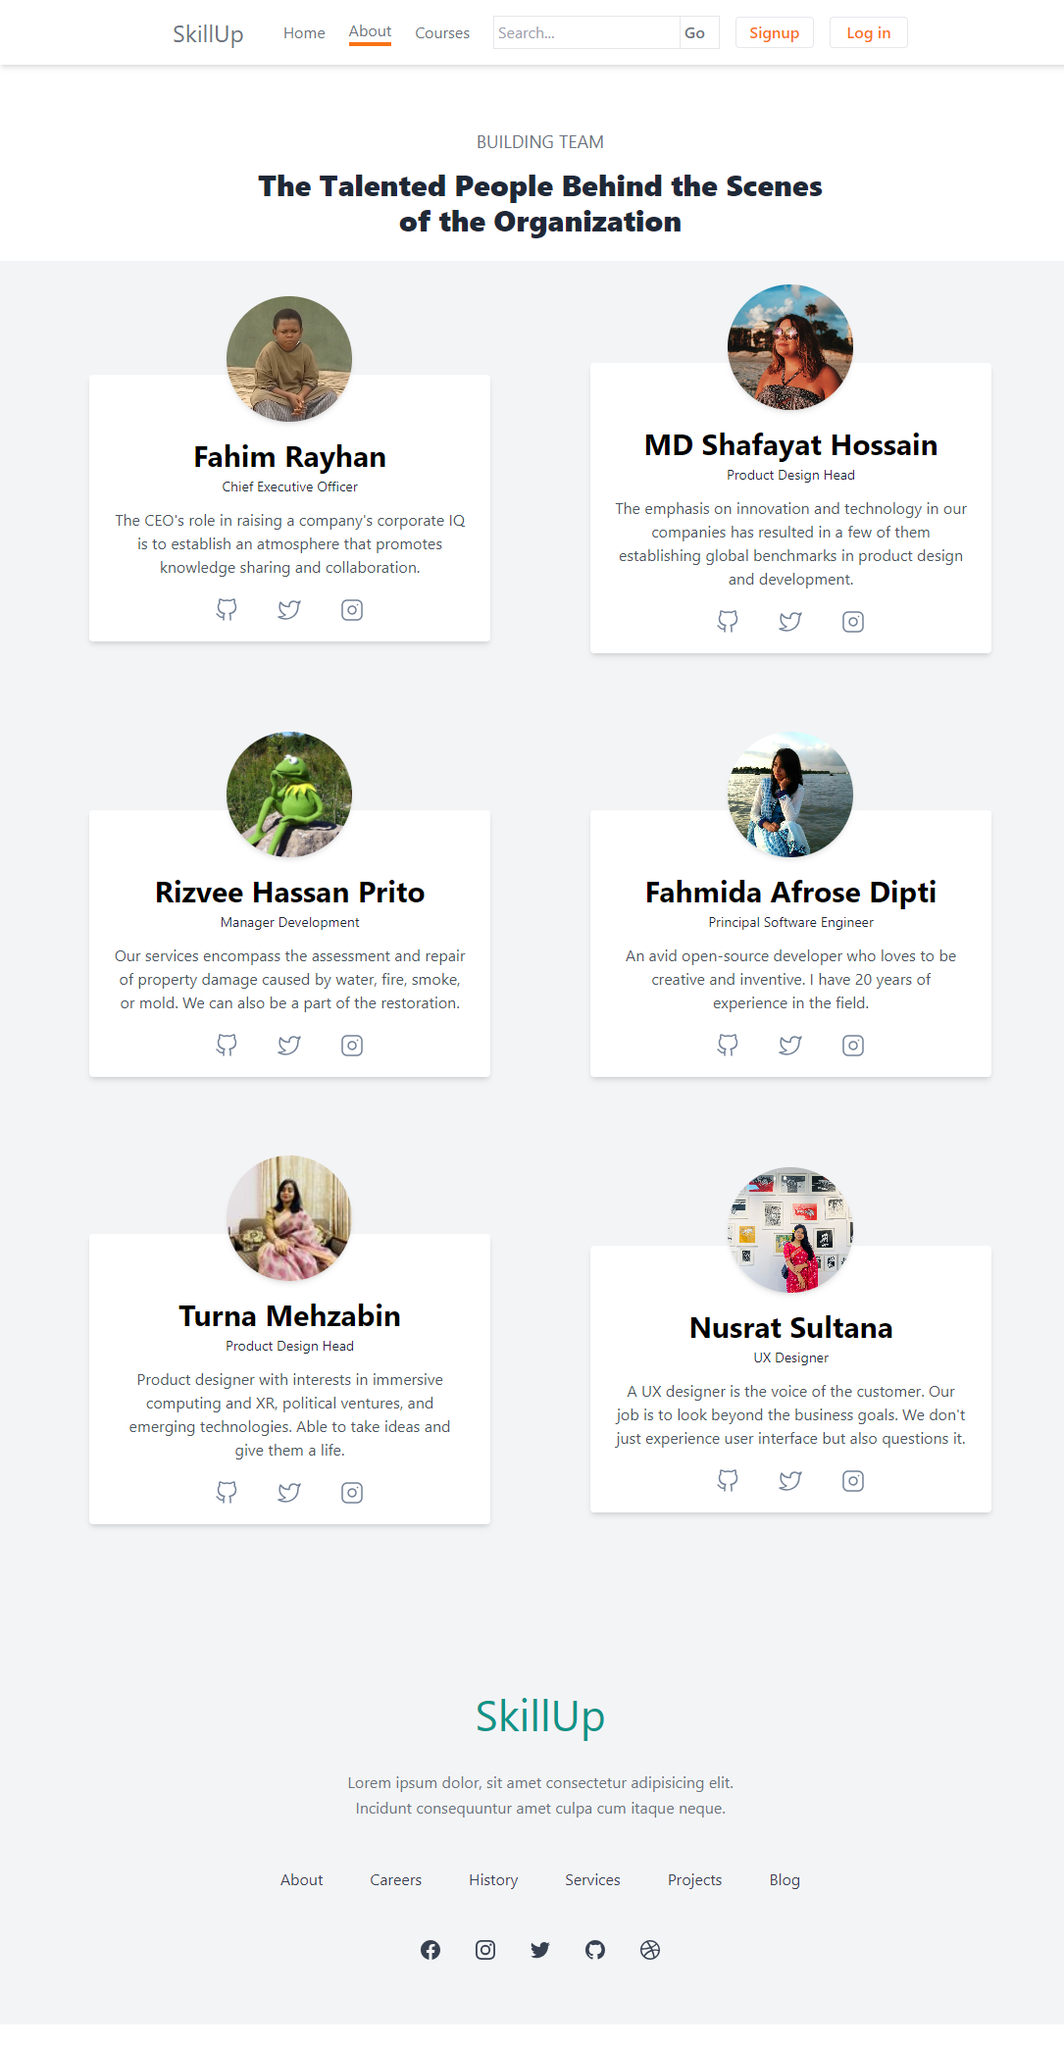 SkillUp
Home
About
Courses
Search...
Go
Signup
Log in
BUILDING TEAM
The Talented People Behind the Scenes
of the Organization
Fahim Rayhan
Chief Executive Officer
The CEO's role in raising a company's corporate IQ
is to establish an atmosphere that promotes
knowledge sharing and collaboration.
MD Shafayat Hossain
Product Design Head
The emphasis on innovation and technology in our
companies has resulted in a few of them
establishing global benchmarks in product design
and development.
Rizvee Hassan Prito
Manager Development
Our services encompass the assessment and repair
of property damage caused by water, fire, smoke,
or mold. We can also be a part of the restoration.
Fahmida Afrose Dipti
Principal Software Engineer
An avid open-source developer who loves to be
creative and inventive. I have 20 years of
experience in the field.
Turna Mehzabin
Product Design Head
Product designer with interests in immersive
computing and XR, political ventures, and
emerging technologies. Able to take ideas and
give them a life.
Nusrat Sultana
UX Designer
A UX designer is the voice of the customer. Our
job is to look beyond the business goals. We don't
just experience user interface but also questions it.
SkillUp
Lorem ipsum dolor, sit amet consectetur adipisicing elit.
Incidunt consequuntur amet culpa cum itaque neque.
About
Careers
History
Services
Projects
Blog